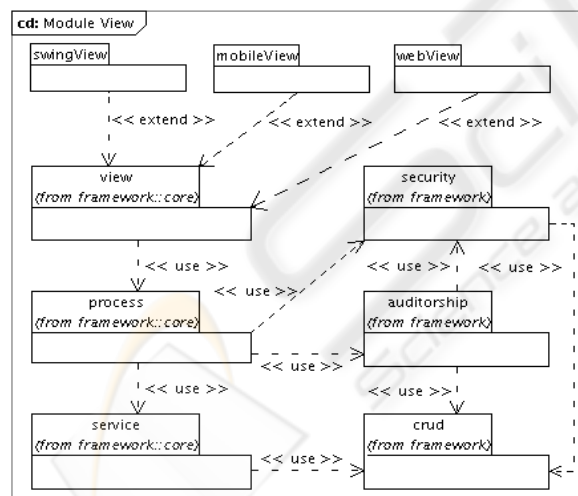 cd: Module View
swingView
mobileView
webView
<< extend >>
<< extend >>
<< extend >>
view
(from framework::core)
security
(from framework)
<< use >>
<< use >>
<< use >>
<< use >>
process
(from framework::core)
auditorship
(from framework)
<< use >>
<< use >>
<< use >>
service
(from framework::core)
crud
(from framework)
<< use >>